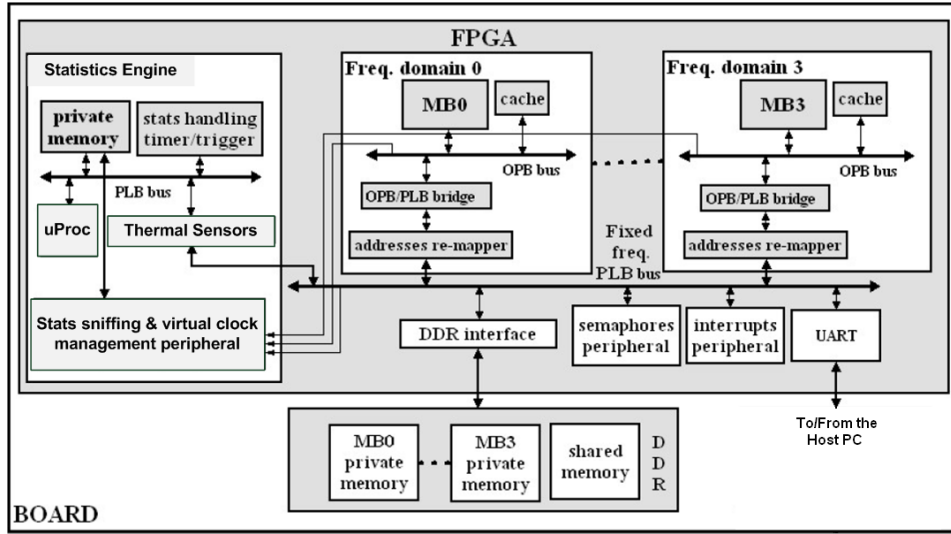 FPGA
Statistics Engine
private
memory
stats handling
timer/trigger
PLB bus
uProc
Thermal Sensors
Stats sniffing & virtual clock
management peripheral
Freq. domain 0
MB0
cache
OPB bus
OPB/PLB bridge
addresses re-mapper
Freq. domain 3
MB3
cache
OPB bus
OPB/PLB bridge
addresses re-mapper
Fixed
freq.
PLB bus
DDR interface
semaphores
peripheral
interrupts
peripheral
UART
To/From the
Host PC
MB0
private
memory
MB3
private
memory
shared
memory
D
D
R
BOARD